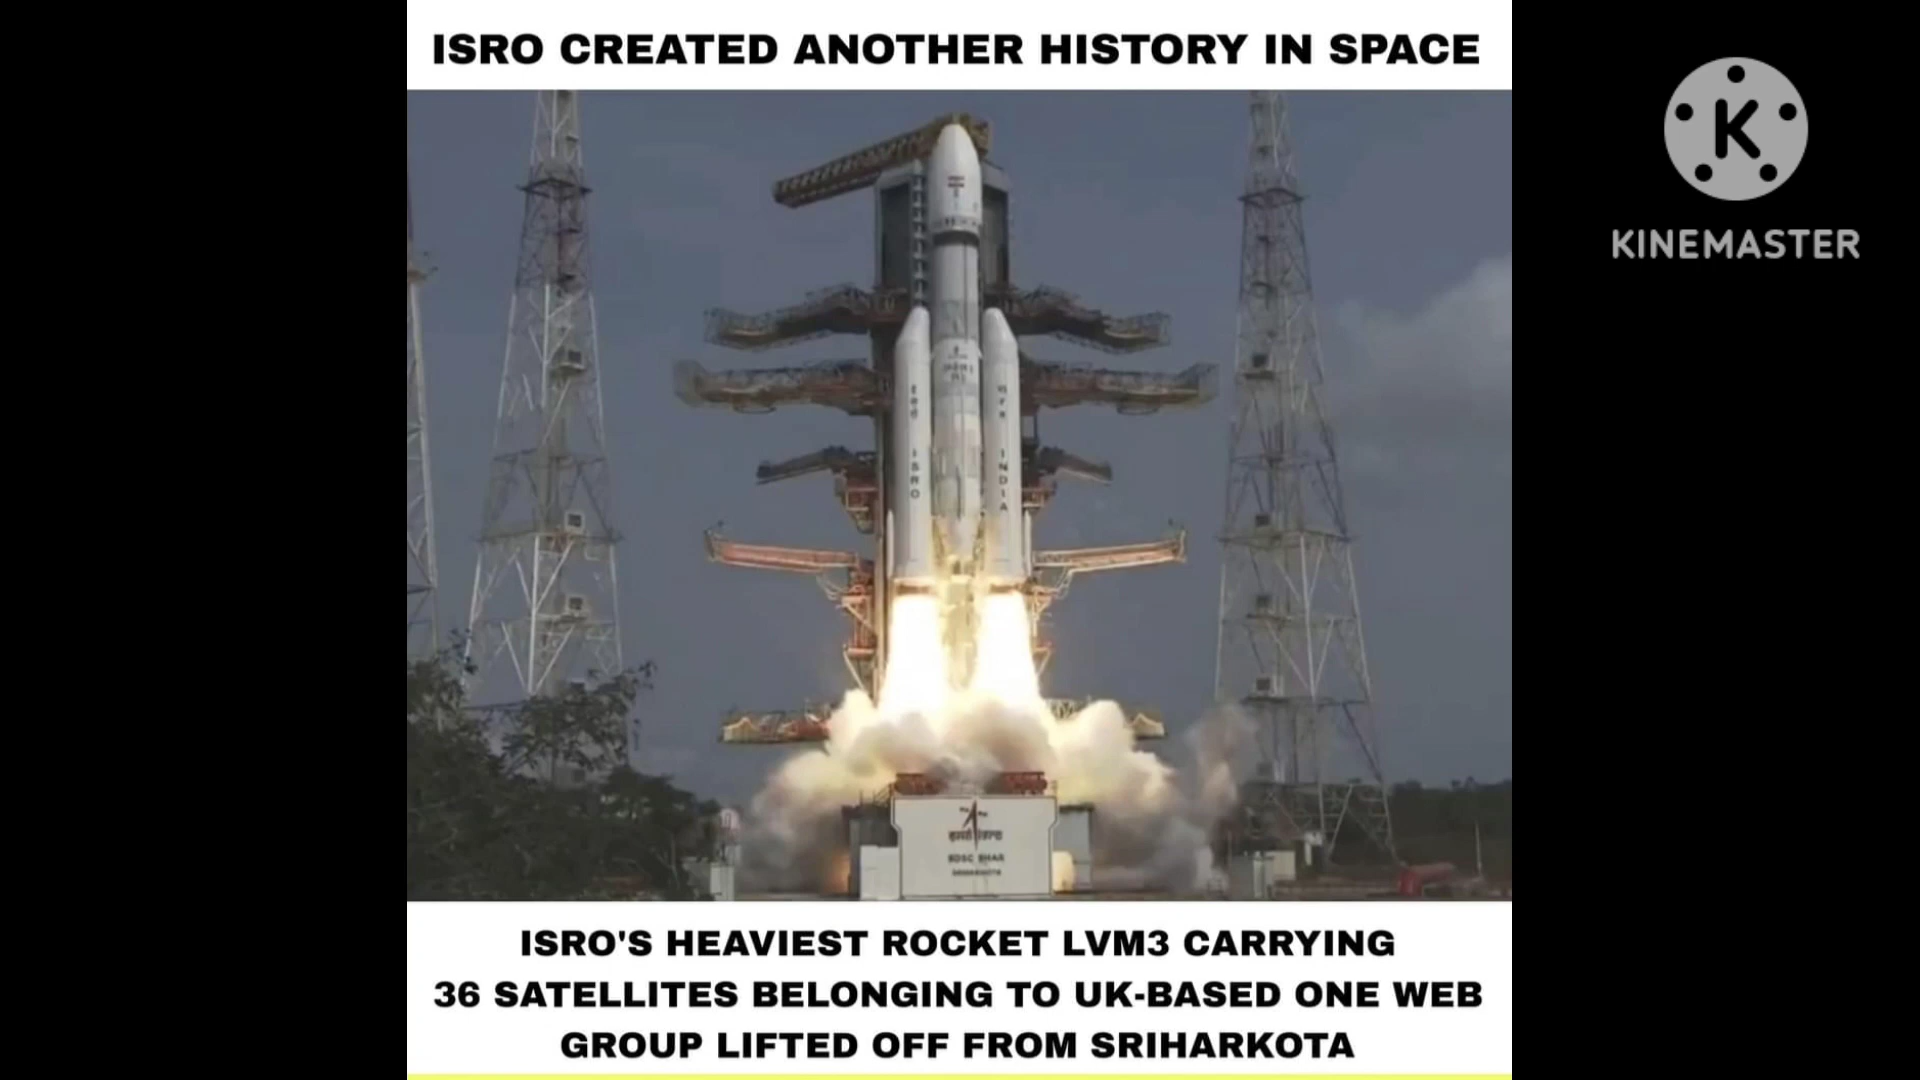 ISRO CREATED ANOTHER HISTORY IN SPACE
K
KINEMASTER
ISRO
INDIA
SDSC SHAR
ISRO'S HEAVIEST ROCKET LVM3 CARRYING
36 SATELLITES BELONGING TO UK-BASED ONE WEB
GROUP LIFTED OFF FROM SRIHARKOTA